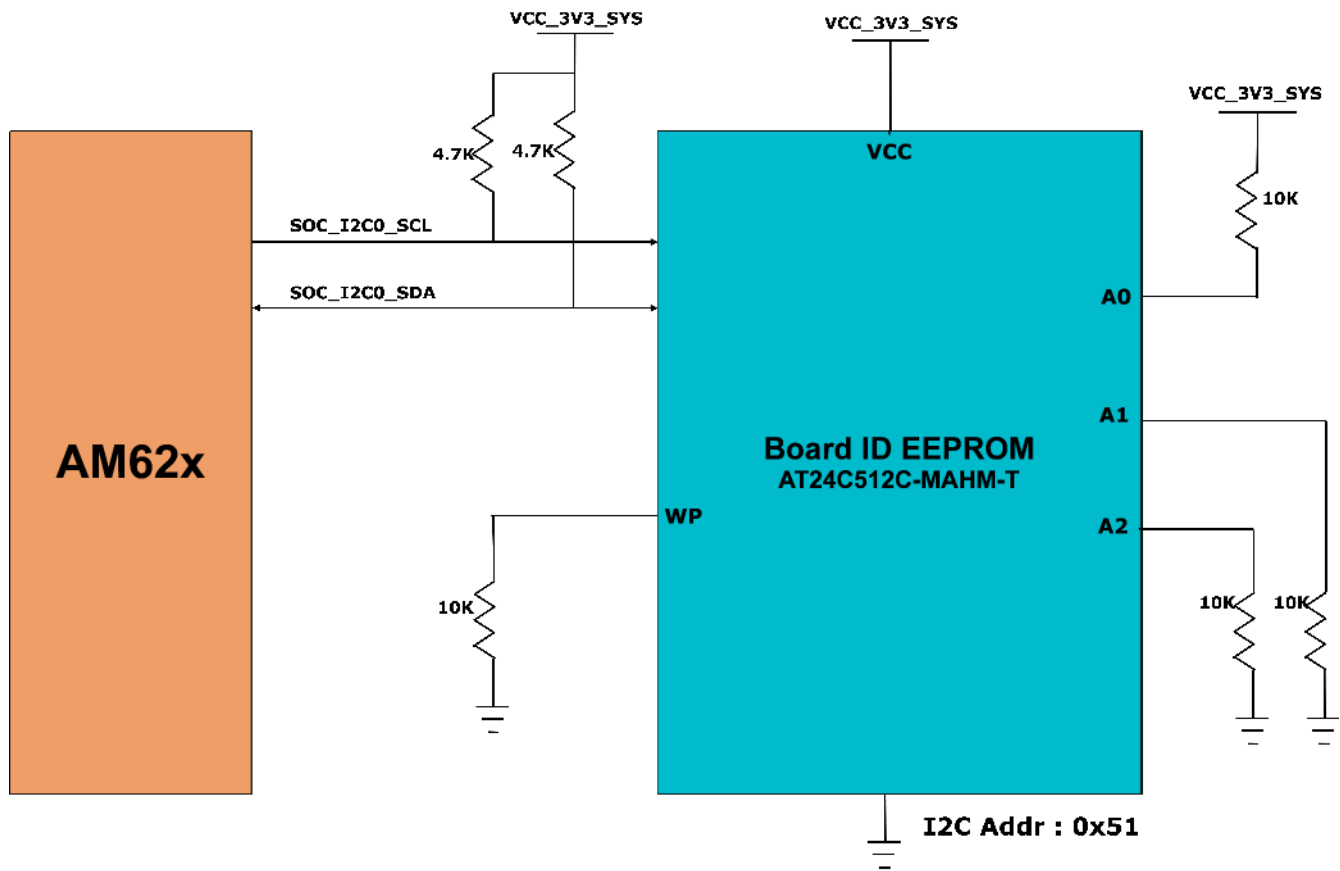 VCC_3V3_SYS
VCC_3V3_SYS
VCC_3V3_SYS
4.7K
4.7K
VCC
10K
SOC_I2C0_SCL
SOC_I2C0_SDA
A0
A1
AM62x
Board ID EEPROM
AT24C512C-MAHM-T
WP
A2
10K
10K
10K
I2C Addr : 0x51